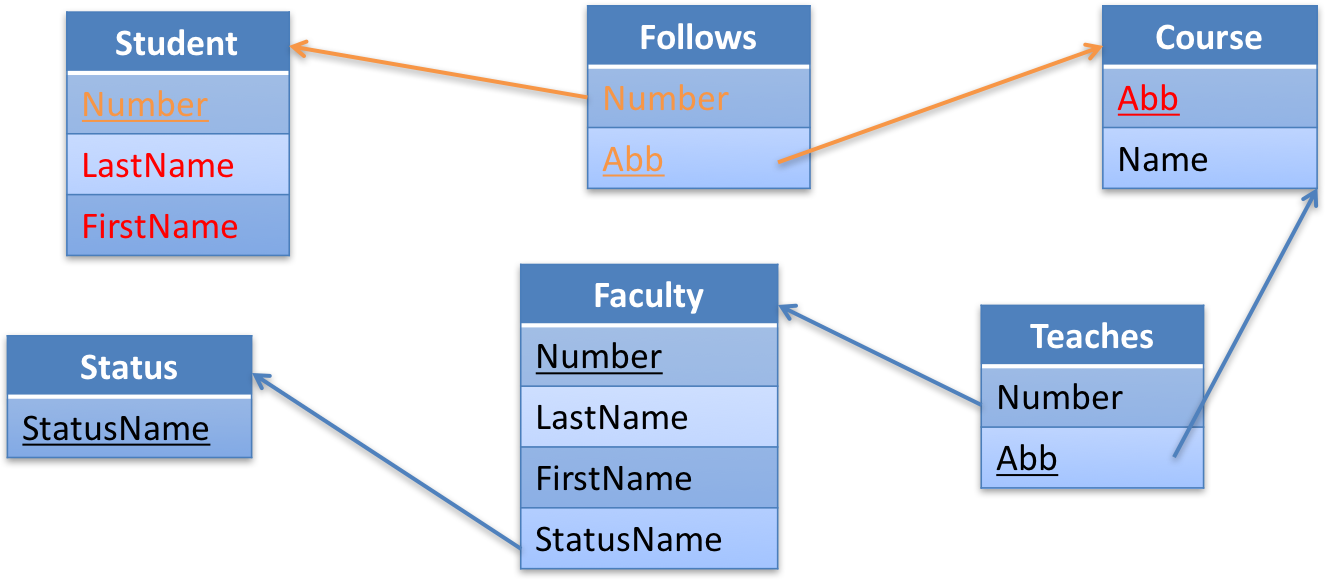 Student
Number
LastName
FirstName
Follows
Number
Abb
Course
Abb
Name
Status
StatusName
Faculty
Number
LastName
FirstName
StatusName
Teaches
Number
Abb